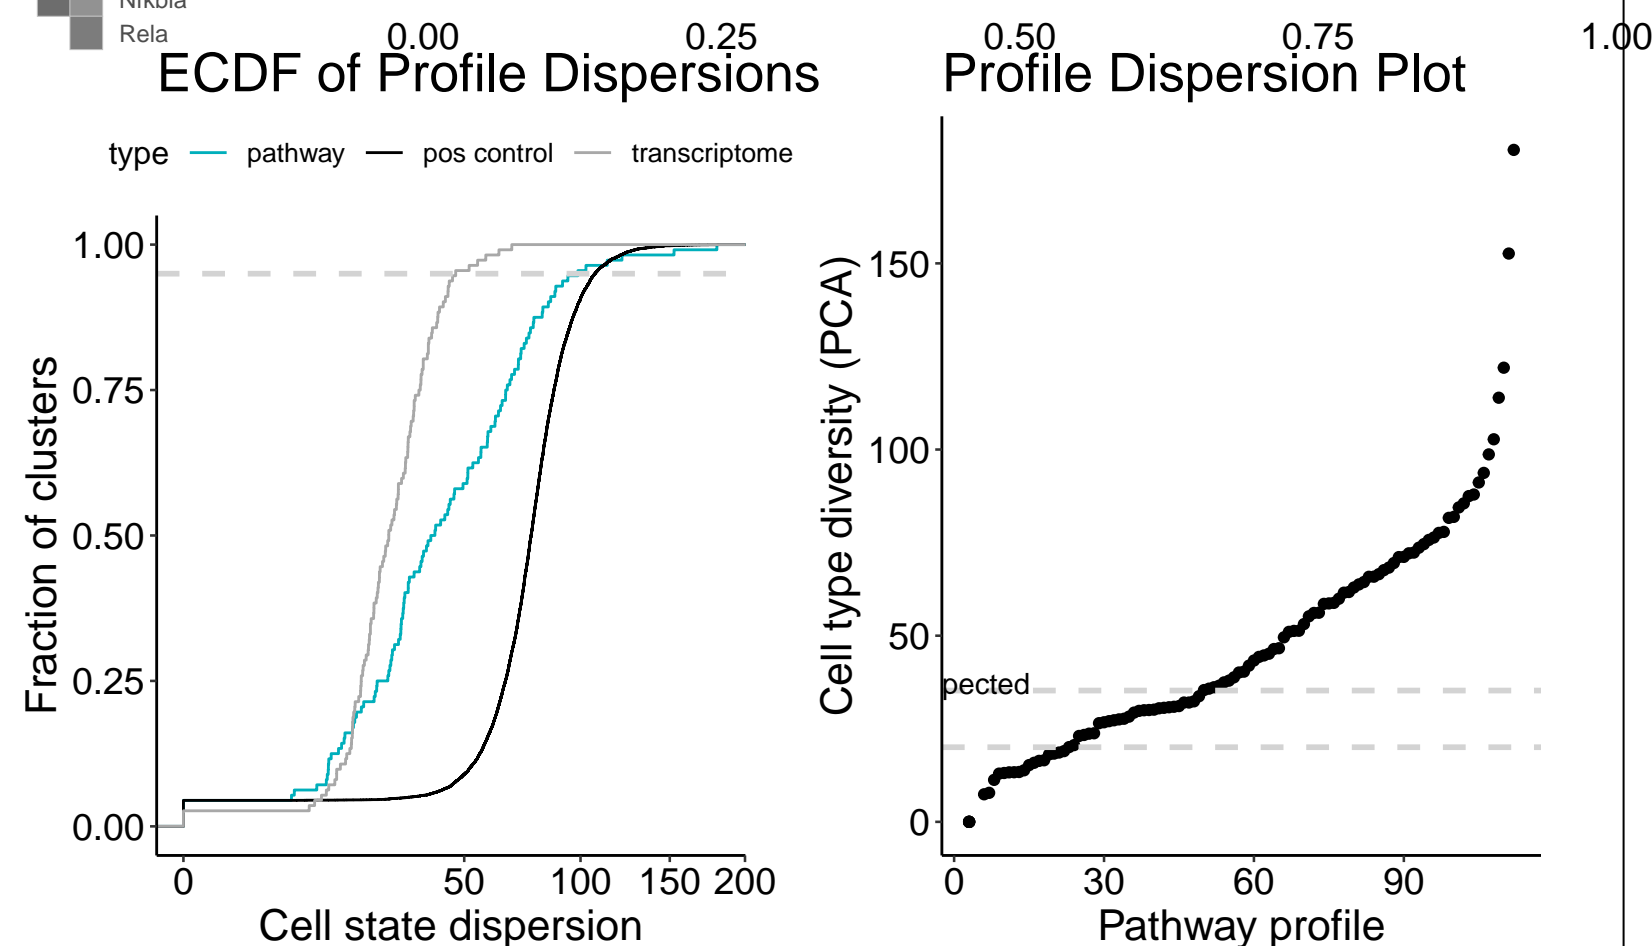 Nikbia
Rela
0.00 0.25 0.50 0.75 1.00
ECDF of Profile Dispersions
type pathway pos control transcriptome
1.00
0.75
0.50
0.25
0.00
Fraction of clusters
0 50 100 150 200
Cell state dispersion
Profile Dispersion Plot
150
100
50
0
Cell type diversity (PCA)
pected
0 30 60 90
Pathway profile